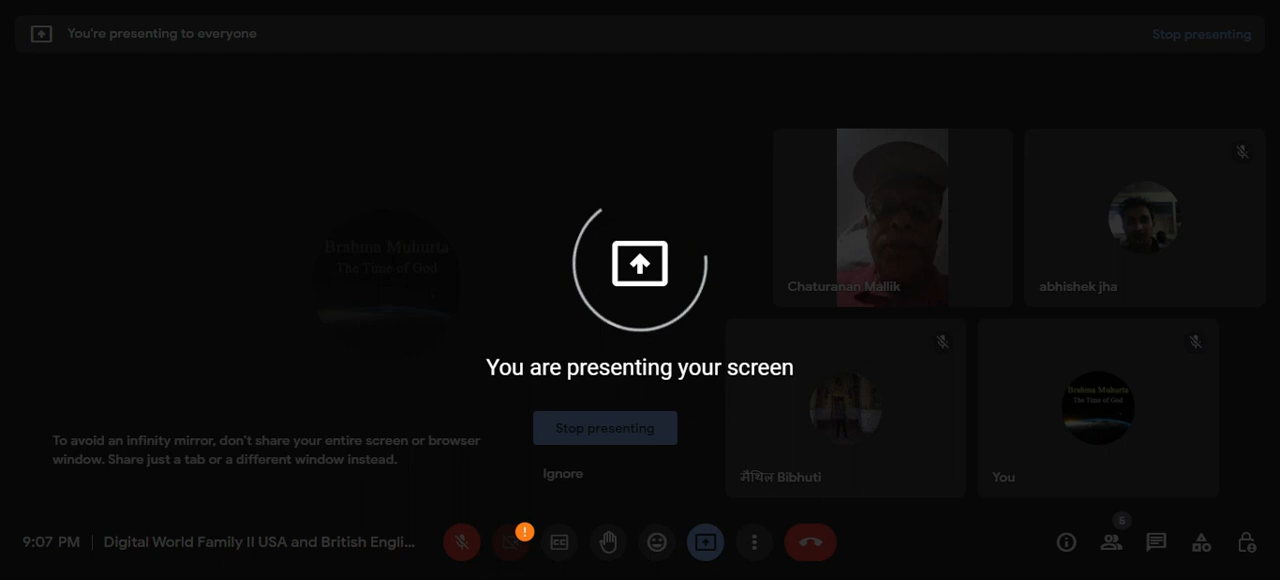 You're presenting to everyone
Stop presenting
Brahma Muhurta
The Time of God
Chaturanan Mallik
abhishek jha
You are presenting your screen
Stop presenting
Ignore
To avoid an infinity mirror, don't share your entire screen or browser
window. Share just a tab or a different window instead.
Brahma Muhurta
The Time of God
मैथिल Bibhuti
You
9:07 PM | Digital World Family II USA and British Engli...
!
CC
5